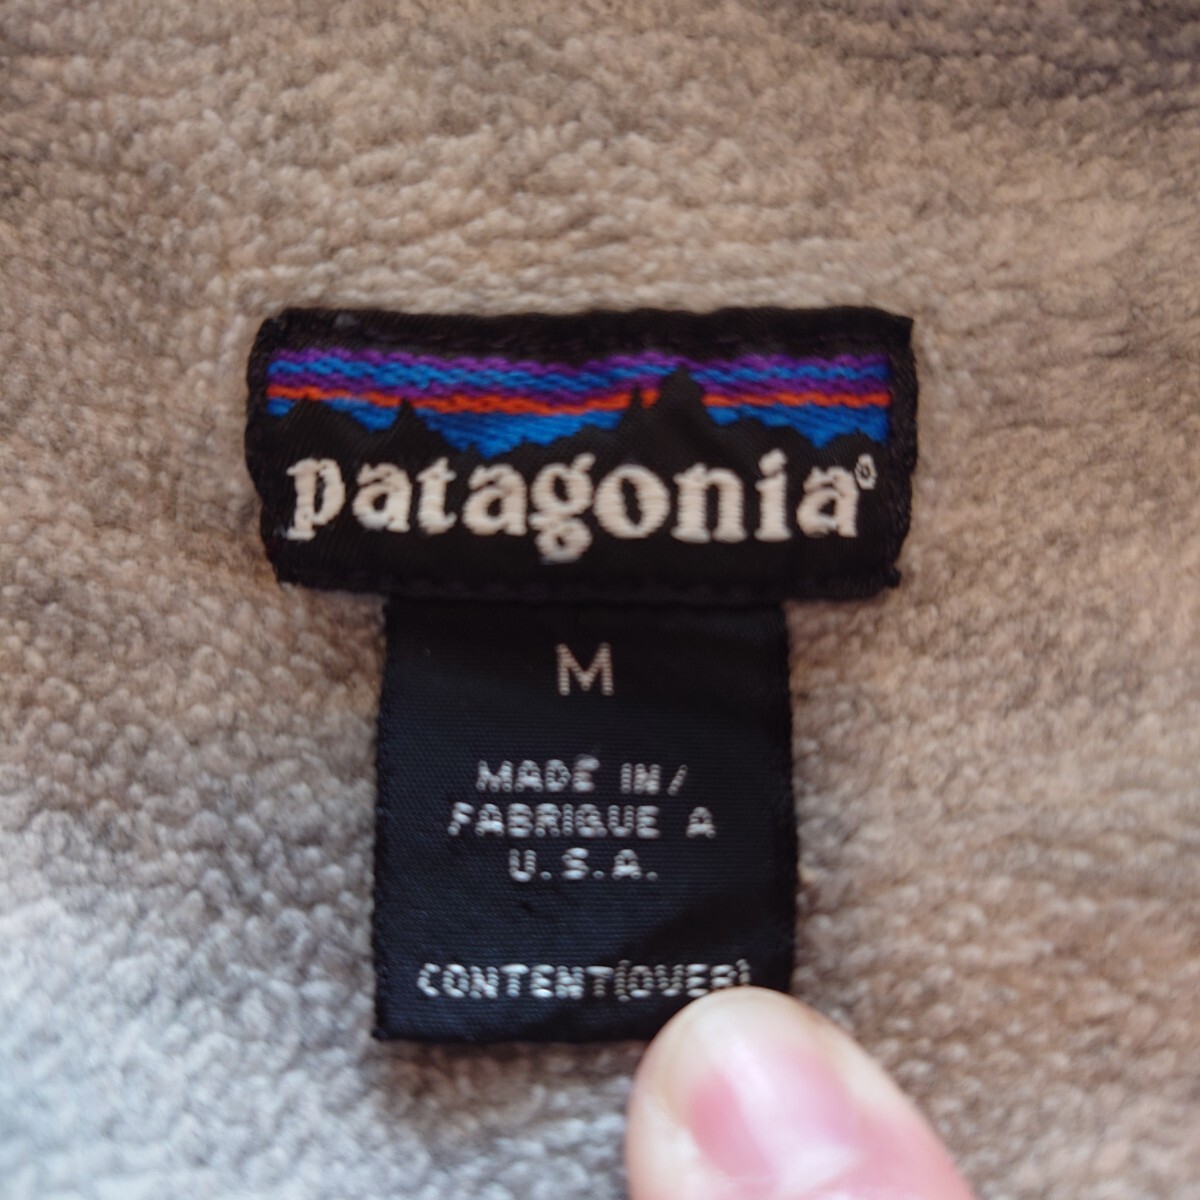 patagonia®
M
MADE IN/
FABRIQUE A
U.S.A.
CONTENT(OVER)